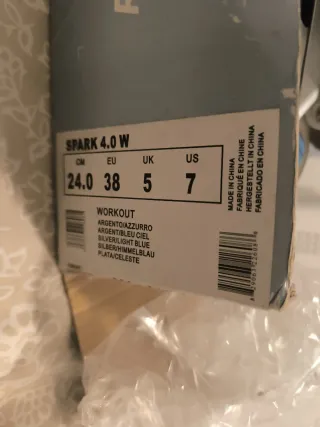 SPARK 4.0 W
CM EU UK US
24.0 38 5 7
WORKOUT
ARGENTO/AZZURRO
ARGENT/BLEU CIEL
SILVER/LIGHT BLUE
SILBER/HIMMELBLAU
PLATA/CELESTE
MADE IN CHINA
FABRIQUÉ EN CHINE
HERGESTELLT IN CHINA
FABRICADO EN CHINA